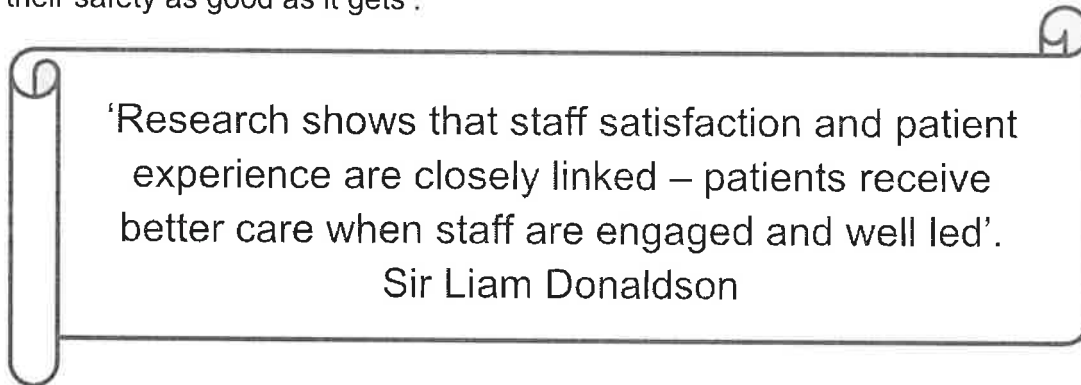 their safety as good as it gets'.
'Research shows that staff satisfaction and patient
experience are closely linked – patients receive
better care when staff are engaged and well led'.
Sir Liam Donaldson